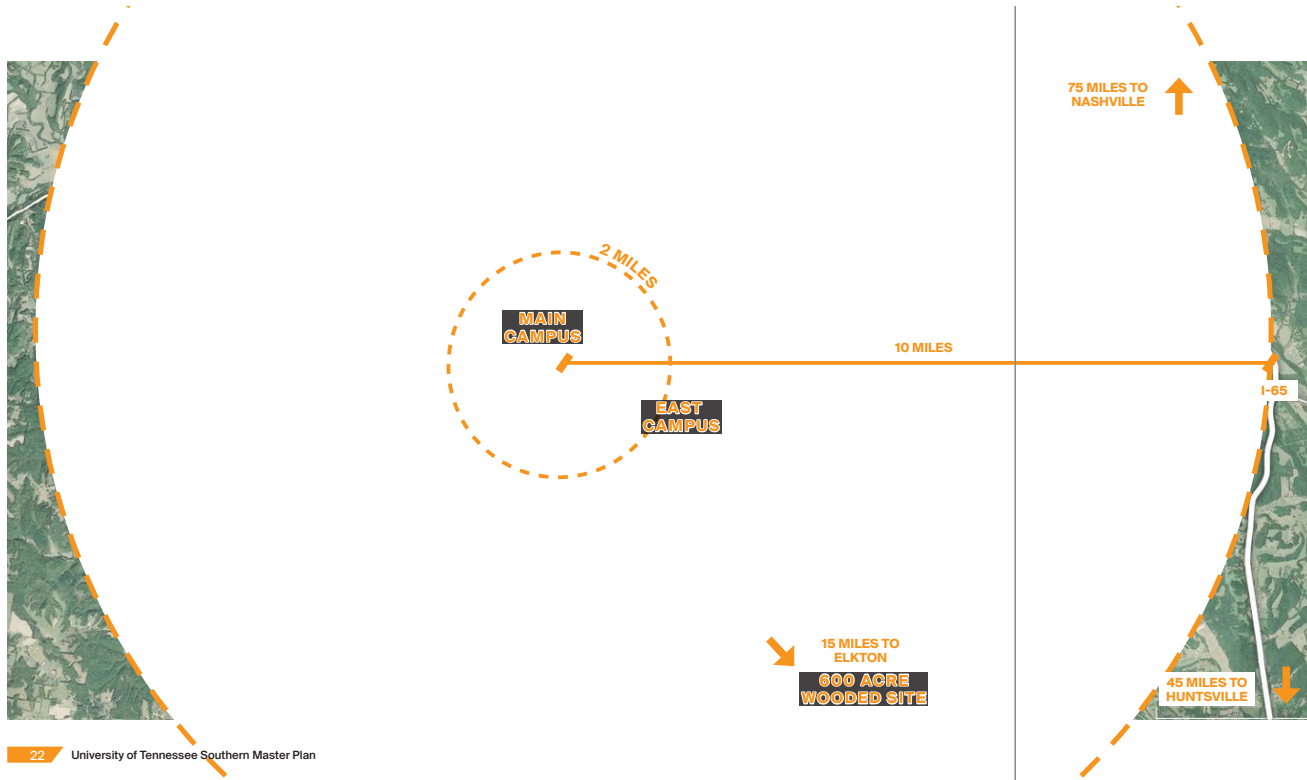 75 MILES TO
NASHVILLE
2 MILES
MAIN
CAMPUS
10 MILES
I-65
EAST
CAMPUS
15 MILES TO
ELKTON
600 ACRE
WOODED SITE
45 MILES TO
HUNTSVILLE
22 University of Tennessee Southern Master Plan